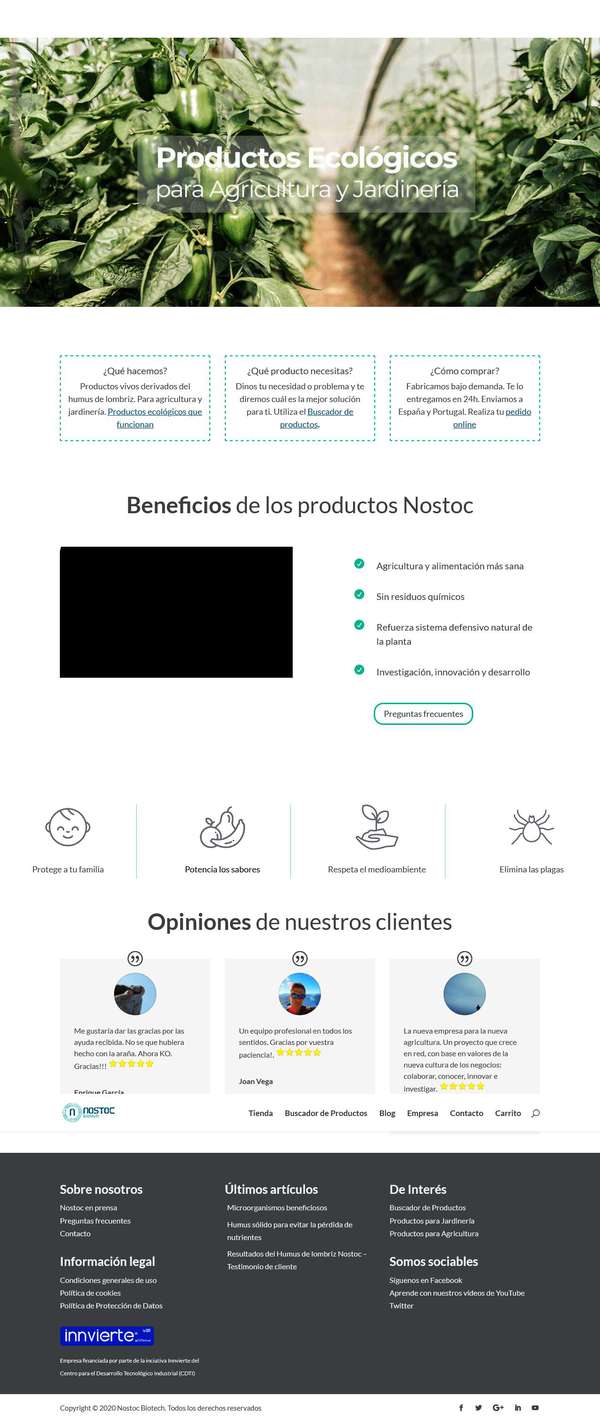 Productos Ecológicos
para Agricultura y Jardinería
¿Qué hacemos?
Productos vivos derivados del
humus de lombriz. Para agricultura y
jardinería. Productos ecológicos que
funcionan
¿Qué producto necesitas?
Dinos tu necesidad o problema y te
diremos cuál es la mejor solución
para ti. Utiliza el Buscador de
productos.
¿Cómo comprar?
Fabricamos bajo demanda. Te lo
entregamos en 24h. Enviamos a
España y Portugal. Realiza tu pedido
online
Beneficios de los productos Nostoc
Agricultura y alimentación más sana
Sin residuos químicos
Refuerza sistema defensivo natural de
la planta
Investigación, innovación y desarrollo
Preguntas frecuentes
Protege a tu familia
Potencia los sabores
Respeta el medioambiente
Elimina las plagas
Opiniones de nuestros clientes
Me gustaría dar las gracias por las
ayuda recibida. No se que hubiera
hecho con la araña. Ahora KO.
Gracias!!!
Enrique García
Un equipo profesional en todos los
sentidos. Gracias por vuestra
paciencia!.
Joan Vega
La nueva empresa para la nueva
agricultura. Un proyecto que crece
en red, con base en valores de la
nueva cultura de los negocios:
colaborar, conocer, innovar e
investigar.
NOSTOC
Tienda
Buscador de Productos
Blog
Empresa
Contacto
Carrito
Sobre nosotros
Nostoc en prensa
Preguntas frecuentes
Contacto
Información legal
Condiciones generales de uso
Política de cookies
Política de Protección de Datos
innvierte
Empresa financiada por parte de la inciativa Innvierte del
Centro para el Desarrollo Tecnológico Industrial (CDTI)
Últimos artículos
Microorganismos beneficiosos
Humus sólido para evitar la pérdida de
nutrientes
Resultados del Humus de lombriz Nostoc –
Testimonio de cliente
De Interés
Buscador de Productos
Productos para Jardinería
Productos para Agricultura
Somos sociables
Síguenos en Facebook
Aprende con nuestros videos de YouTube
Twitter
Copyright © 2020 Nostoc Biotech. Todos los derechos reservados